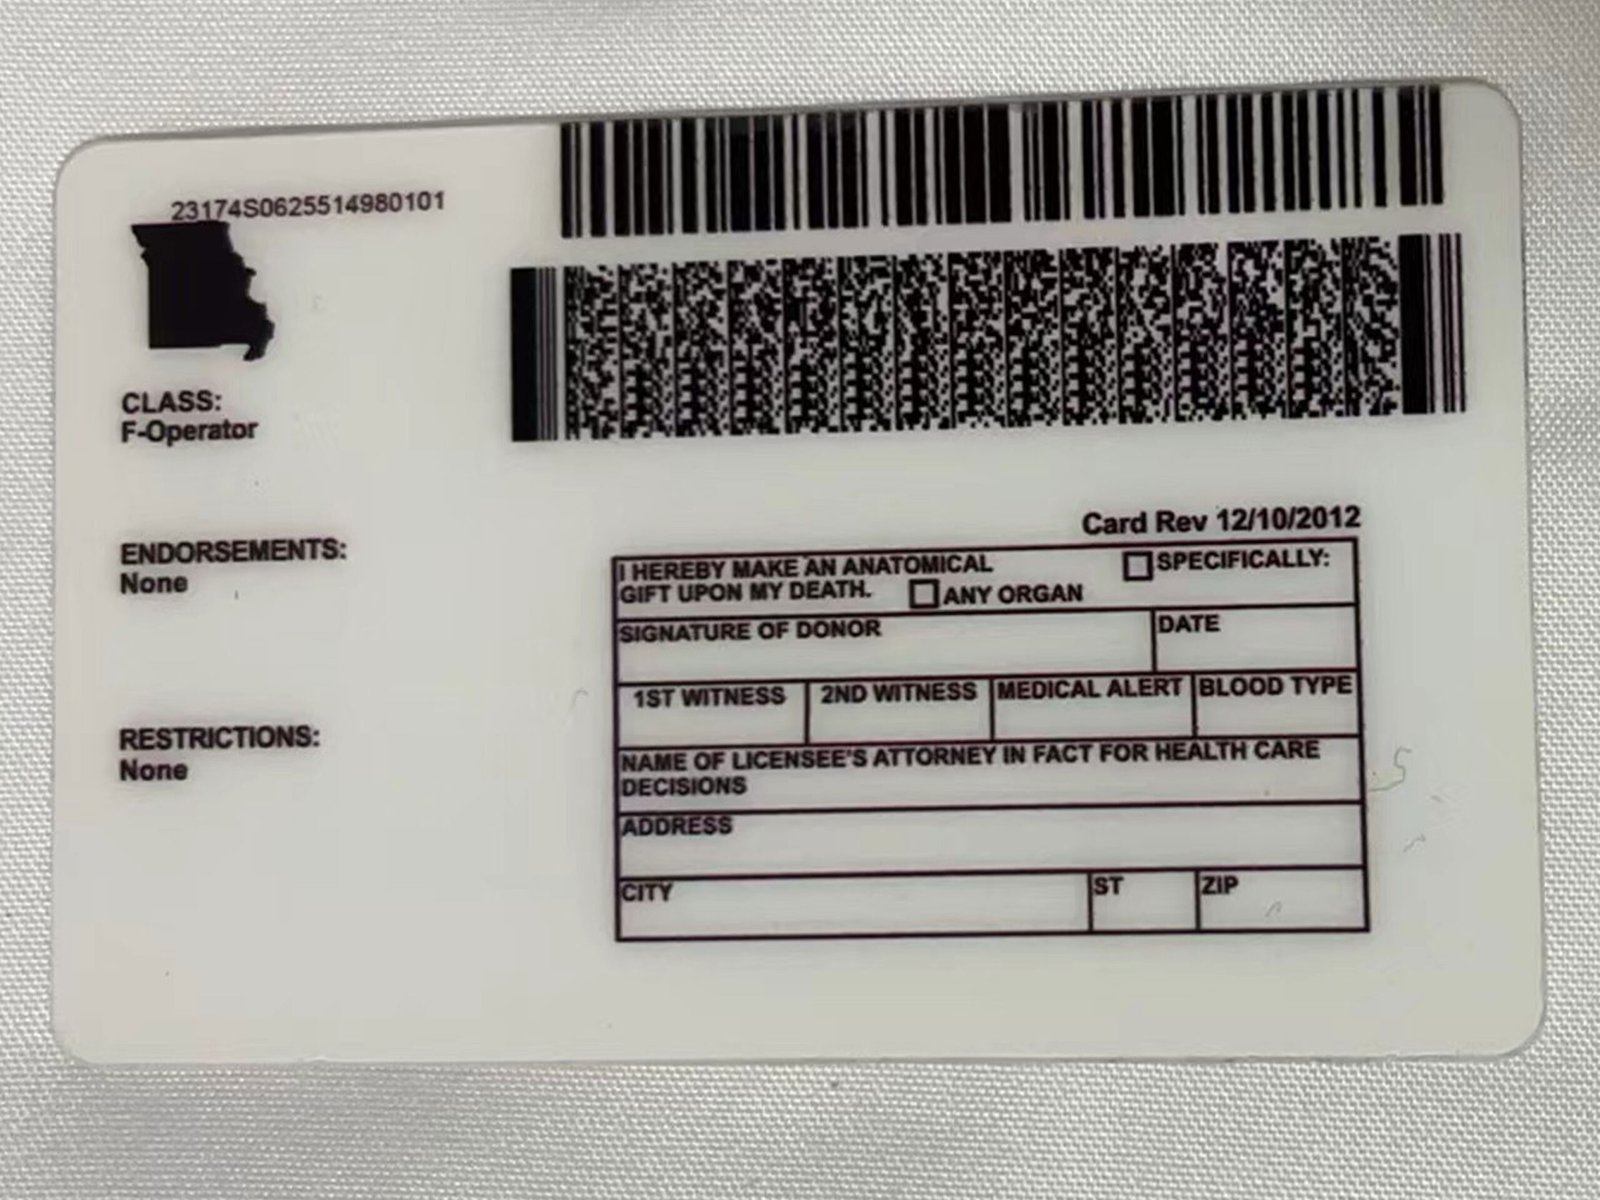 23174S0625514980101
CLASS:
F-Operator
ENDORSEMENTS:
None
RESTRICTIONS:
None
Card Rev 12/10/2012
I HEREBY MAKE AN ANATOMICAL
GIFT UPON MY DEATH. ANY ORGAN SPECIFICALLY:
SIGNATURE OF DONOR DATE
1ST WITNESS 2ND WITNESS MEDICAL ALERT BLOOD TYPE
NAME OF LICENSEE'S ATTORNEY IN FACT FOR HEALTH CARE
DECISIONS
ADDRESS
CITY ST ZIP